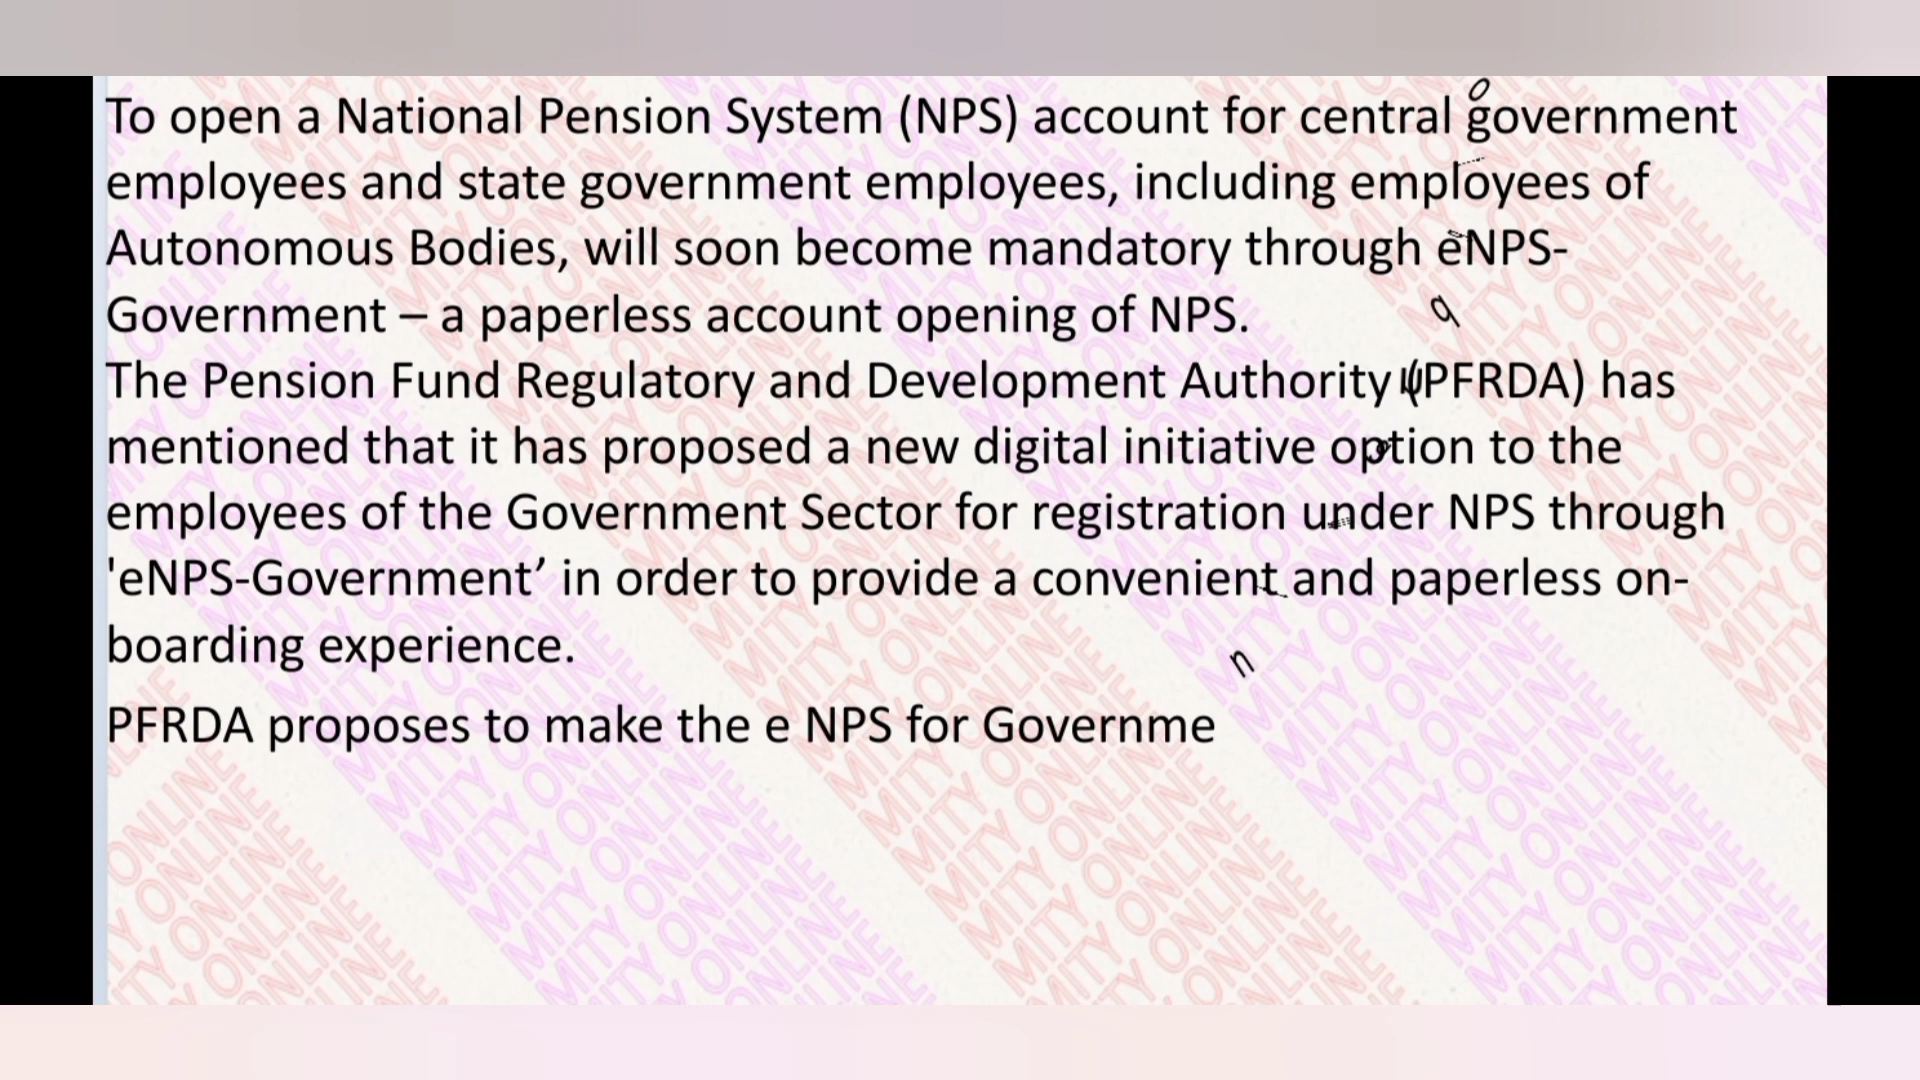 To open a National Pension System (NPS) account for central government
employees and state government employees, including employees of
Autonomous Bodies, will soon become mandatory through eNPS-
Government – a paperless account opening of NPS.
The Pension Fund Regulatory and Development Authority (PFRDA) has
mentioned that it has proposed a new digital initiative option to the
employees of the Government Sector for registration under NPS through
'eNPS-Government’ in order to provide a convenient and paperless on-
boarding experience.
PFRDA proposes to make the e NPS for Governme